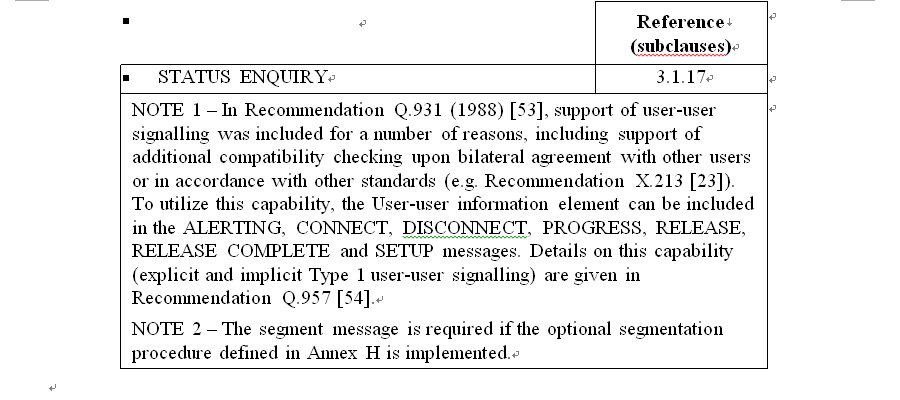 Reference
(subclauses)
STATUS ENQUIRY 3.1.17
NOTE 1 – In Recommendation Q.931 (1988) [53], support of user-user
signalling was included for a number of reasons, including support of
additional compatibility checking upon bilateral agreement with other users
or in accordance with other standards (e.g. Recommendation X.213 [23]).
To utilize this capability, the User-user information element can be included
in the ALERTING, CONNECT, DISCONNECT, PROGRESS, RELEASE,
RELEASE COMPLETE and SETUP messages. Details on this capability
(explicit and implicit Type 1 user-user signalling) are given in
Recommendation Q.957 [54].
NOTE 2 – The segment message is required if the optional segmentation
procedure defined in Annex H is implemented.